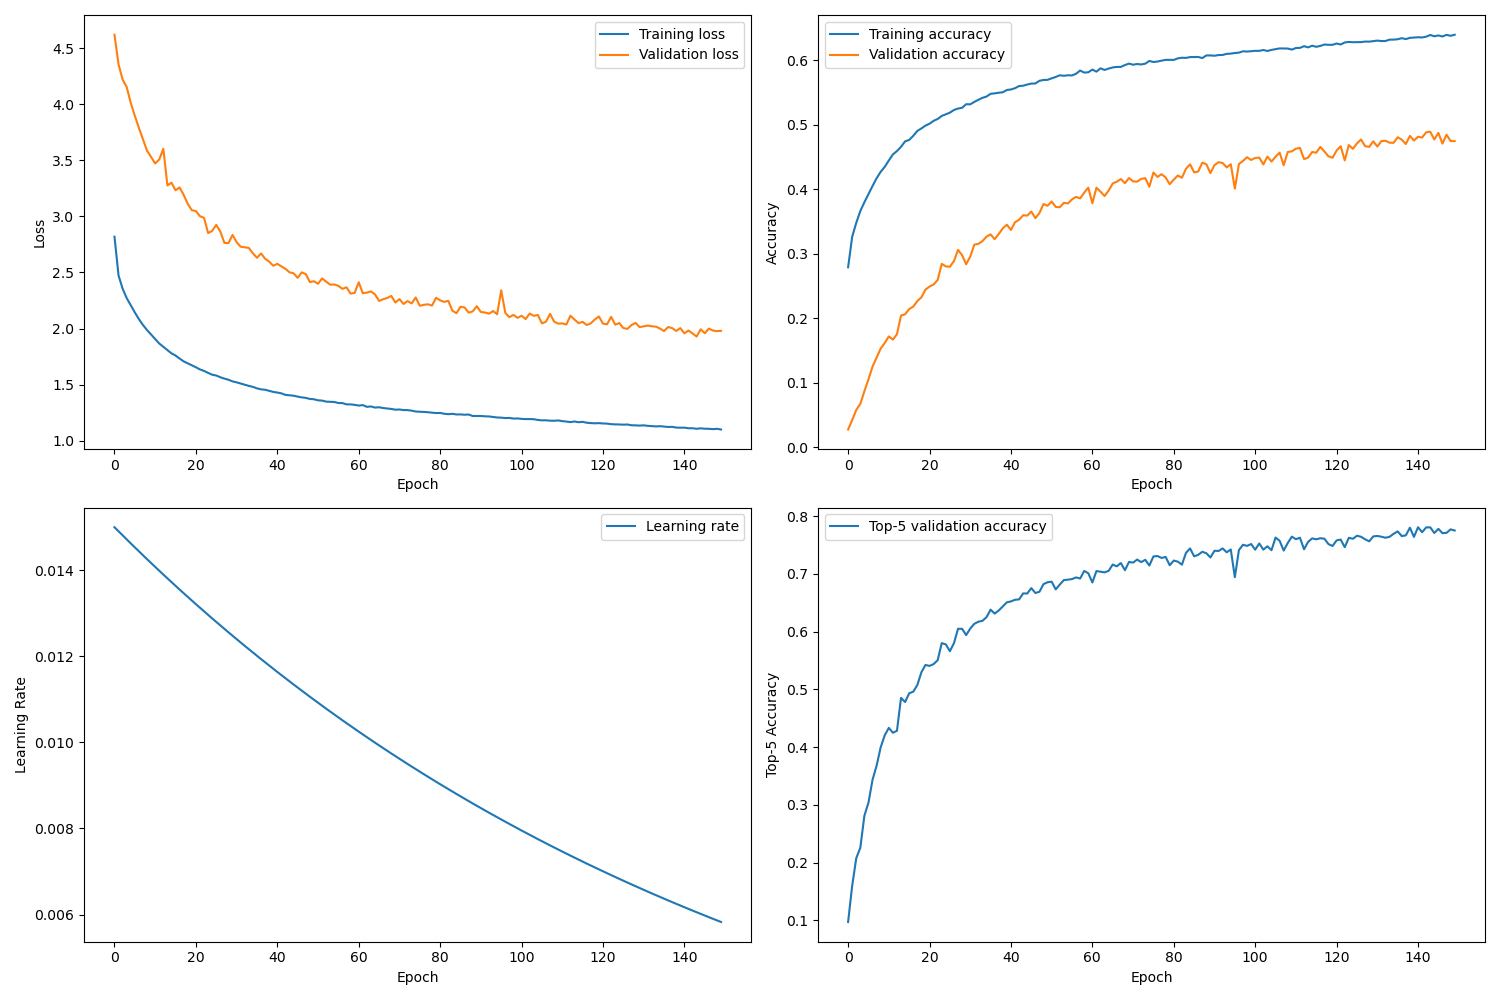 Training loss
Validation loss
4.5
4.0
3.5
3.0
2.5
2.0
1.5
1.0
Loss
0 20 40 60 80 100 120 140
Epoch
Training accuracy
Validation accuracy
0.6
0.5
0.4
0.3
0.2
0.1
0.0
Accuracy
0 20 40 60 80 100 120 140
Epoch
Learning rate
0.014
0.012
0.010
0.008
0.006
Learning Rate
0 20 40 60 80 100 120 140
Epoch
Top-5 validation accuracy
0.8
0.7
0.6
0.5
0.4
0.3
0.2
0.1
Top-5 Accuracy
0 20 40 60 80 100 120 140
Epoch